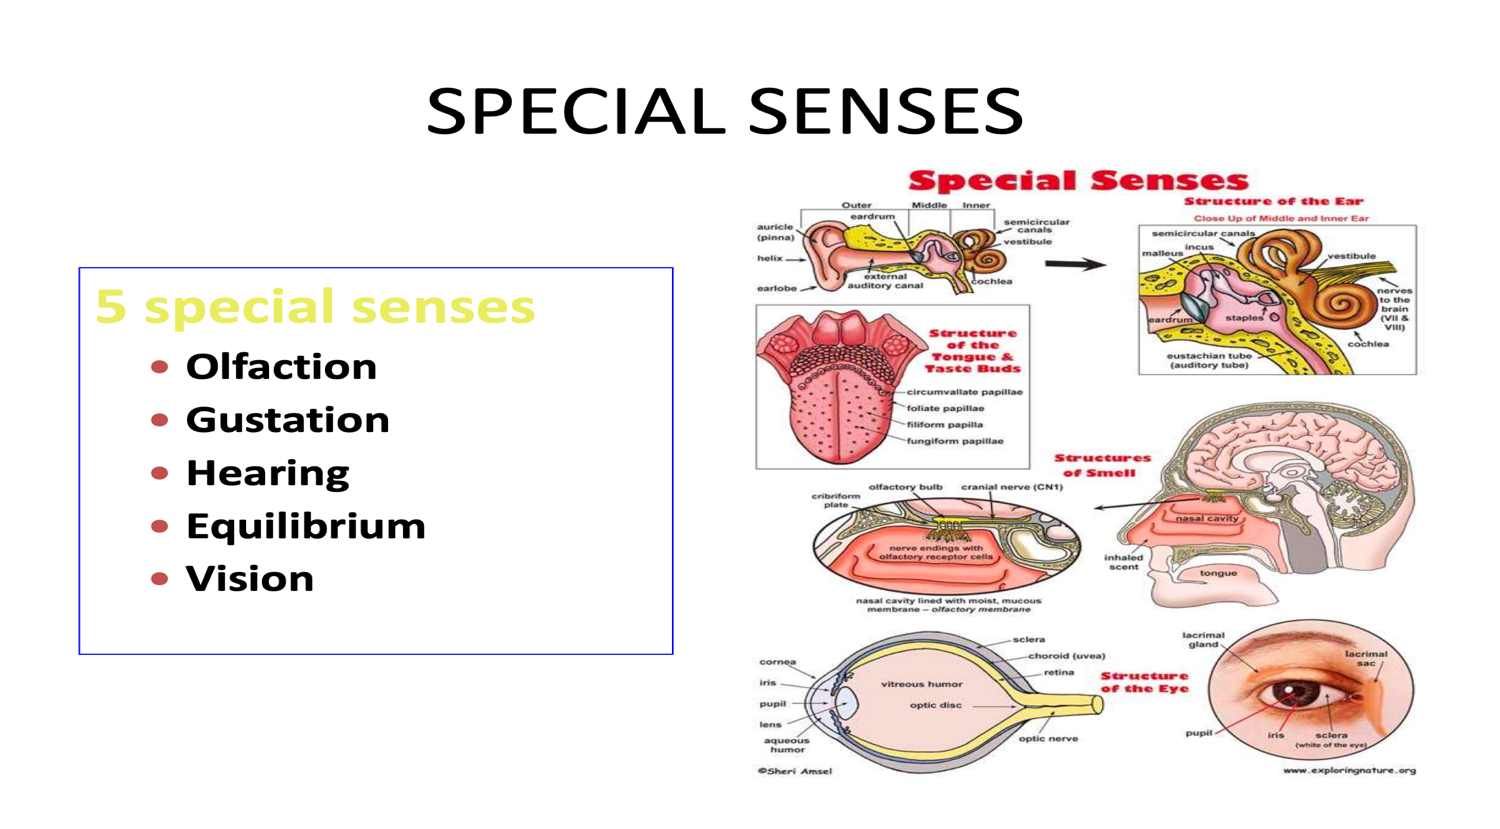 SPECIAL SENSES
5 special senses
• Olfaction
• Gustation
• Hearing
• Equilibrium
• Vision
Special Senses
Outer
Middle
Inner
eardrum
auricle
(pinna)
helix
earlobe
external
auditory canal
semicircular
canals
vestibule
cochlea
Structure of the Ear
Close Up of Middle and Inner Ear
semicircular canals
incus
malleus
vestibule
nerves
to the
brain
(VII &
VIII)
eardrum
staples
cochlea
eustachian tube
(auditory tube)
Structure
of the
Tongue &
Taste Buds
circumvallate papillae
foliate papillae
filiform papilla
fungiform papillae
Structures
of Smell
olfactory bulb
cranial nerve (CN1)
cribriform
plate
nerve endings with
olfactory receptor cells
nasal cavity lined with moist, mucous
membrane – olfactory membrane
nasal cavity
inhaled
scent
tongue
sclera
choroid (uvea)
retina
cornea
iris
pupil
lens
aqueous
humor
vitreous humor
optic disc
optic nerve
Structure
of the Eye
lacrimal
gland
lacrimal
sac
pupil
iris
sclera
(white of the eye)
©Sheri Amsel
www.exploringnature.org